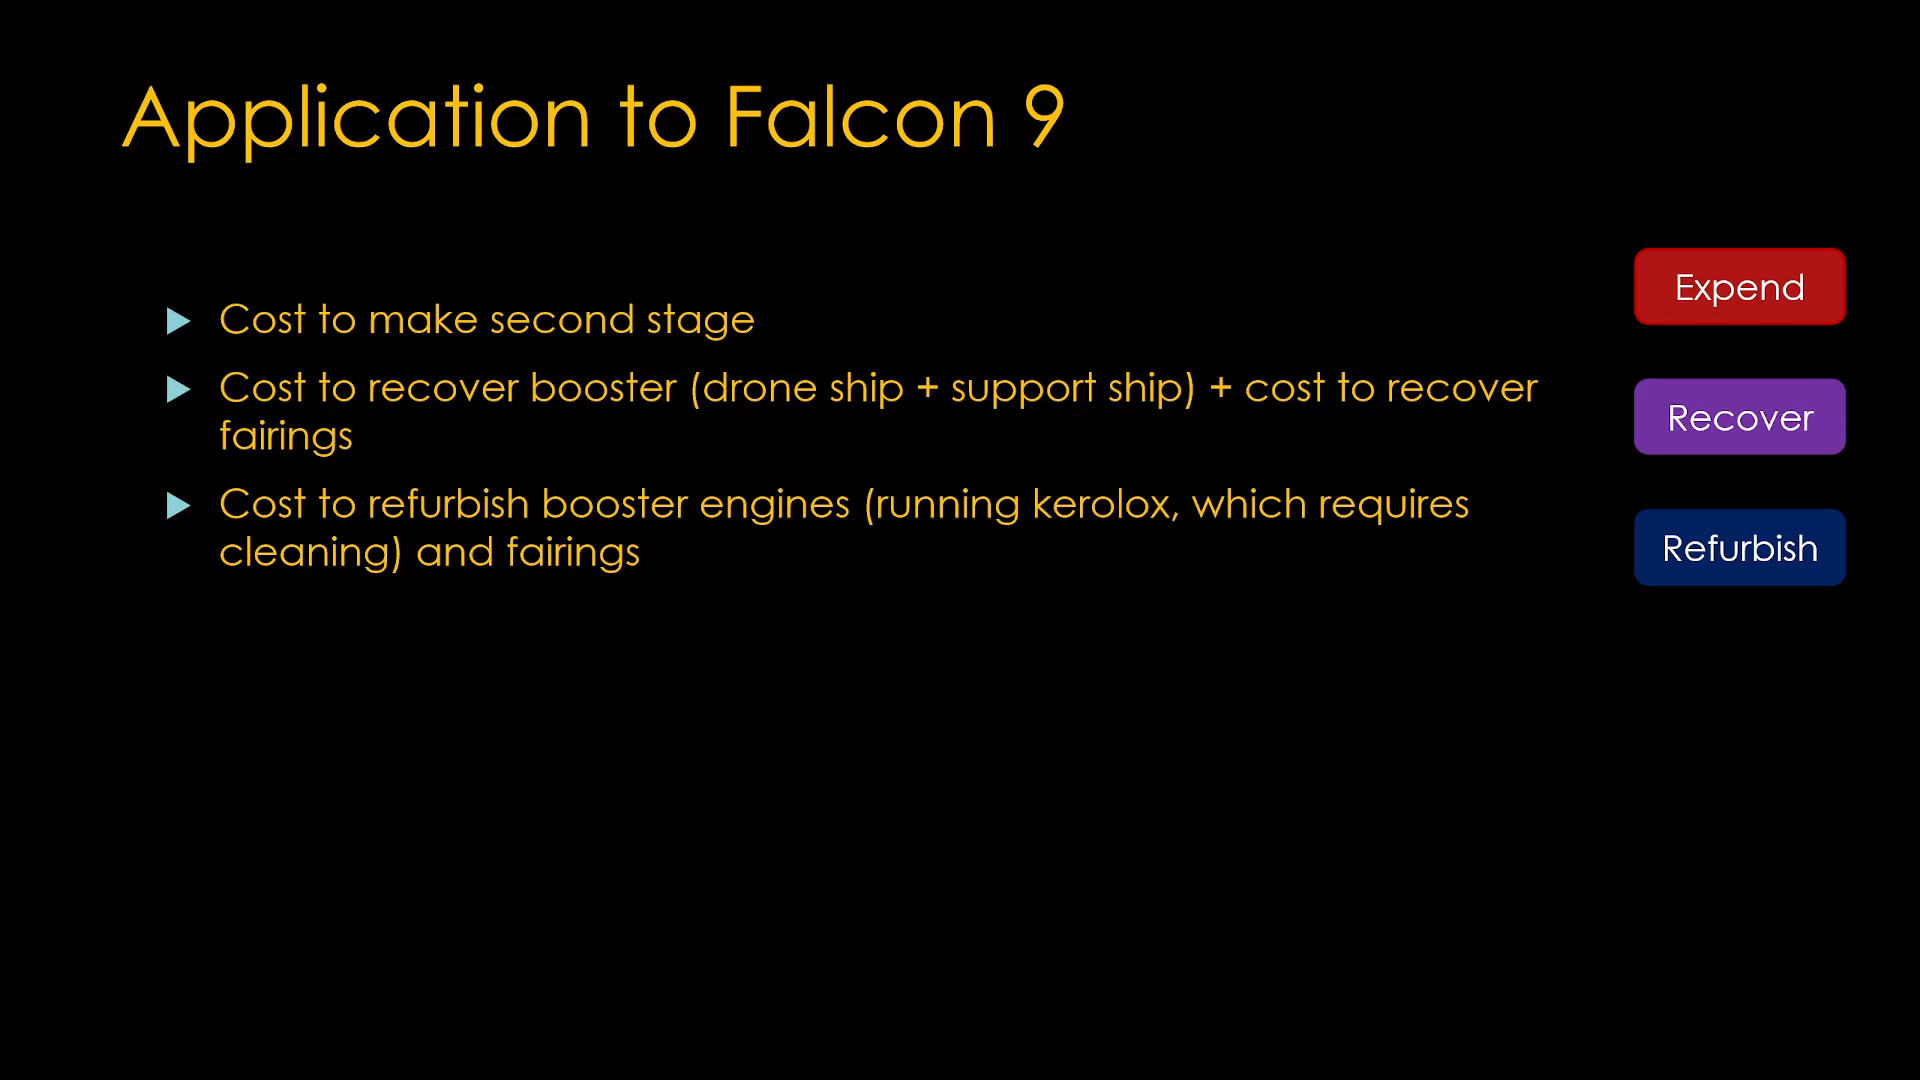 Application to Falcon 9
Cost to make second stage
Cost to recover booster (drone ship + support ship) + cost to recover
fairings
Cost to refurbish booster engines (running kerolox, which requires
cleaning) and fairings
Expend
Recover
Refurbish